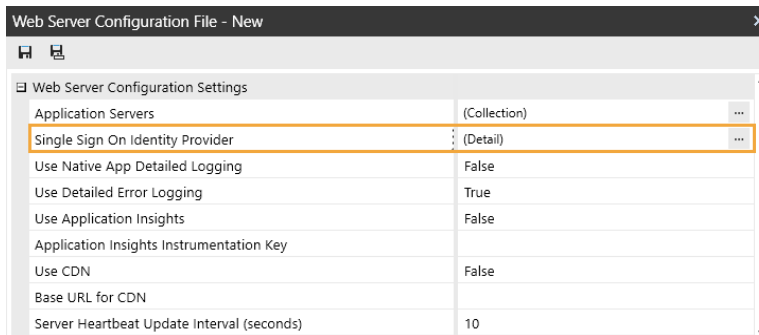 Web Server Configuration File - New
Web Server Configuration Settings
Application Servers (Collection) ...
Single Sign On Identity Provider (Detail) ...
Use Native App Detailed Logging False
Use Detailed Error Logging True
Use Application Insights False
Application Insights Instrumentation Key
Use CDN False
Base URL for CDN
Server Heartbeat Update Interval (seconds) 10